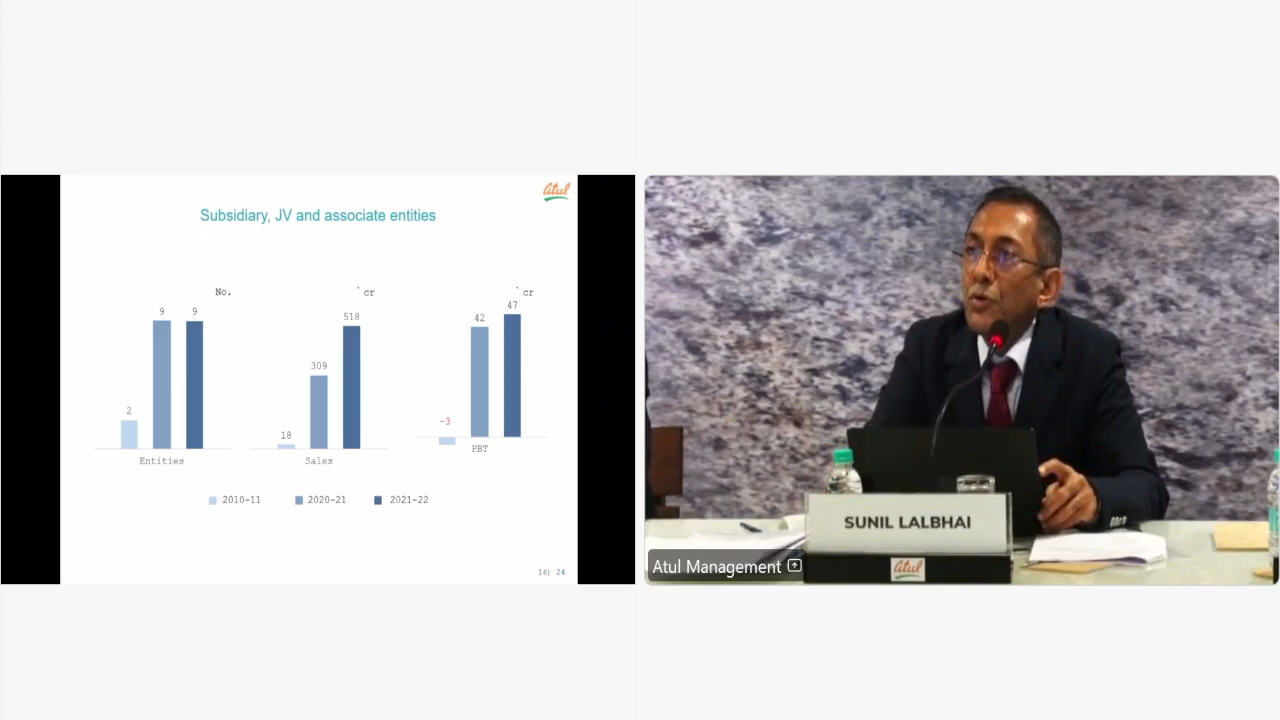 atul
Subsidiary, JV and associate entities
No.
` cr
` cr
2
9
9
18
309
518
-3
42
47
Entities
Sales
PBT
2010-11
2020-21
2021-22
16| 24
SUNIL LALBHAI
atul
Atul Management